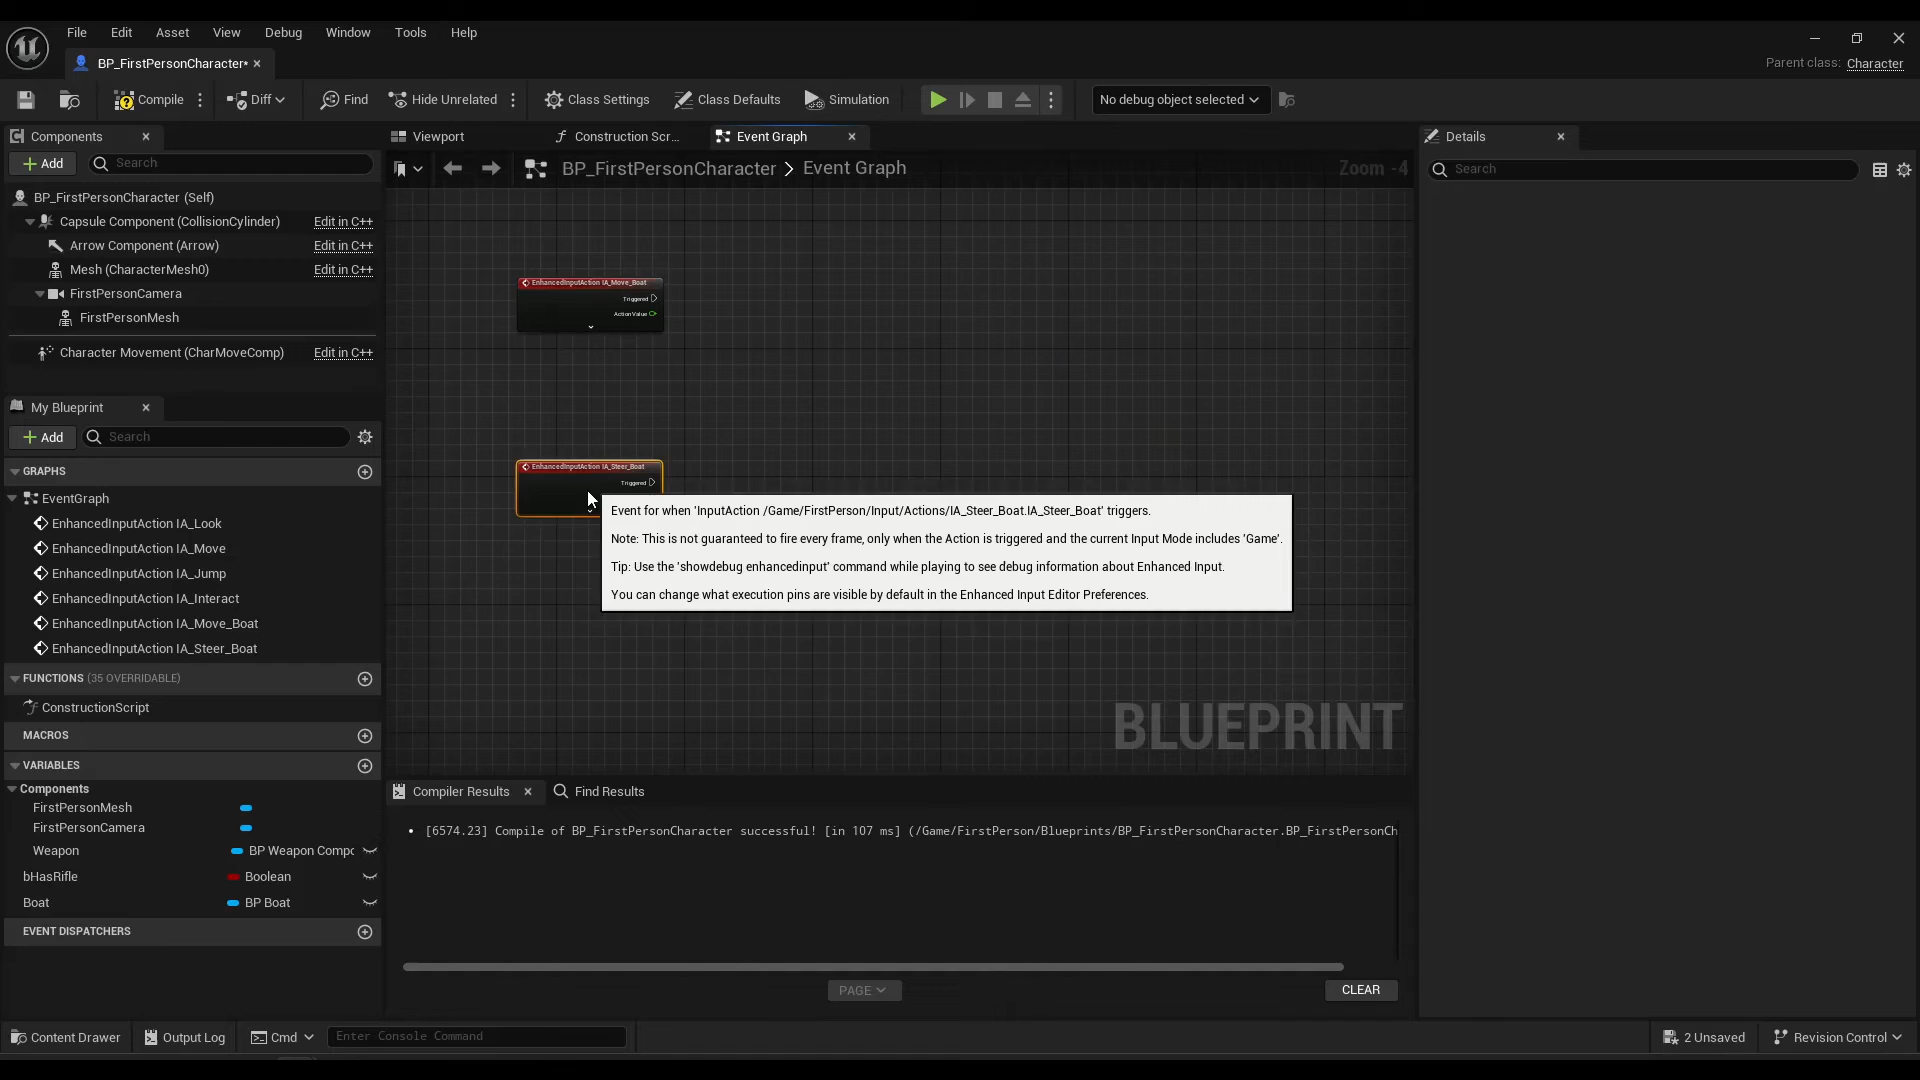 File Edit Asset View Debug Window Tools Help
BP_FirstPersonCharacter*
Parent class: Character
Compile Diff Find Hide Unrelated Class Settings Class Defaults Simulation No debug object selected
Components
Viewport Construction Scr... Event Graph
Details
Add Search
BP_FirstPersonCharacter > Event Graph Zoom -4
Search
BP_FirstPersonCharacter (Self)
Capsule Component (CollisionCylinder) Edit in C++
Arrow Component (Arrow) Edit in C++
Mesh (CharacterMesh0) Edit in C++
FirstPersonCamera
FirstPersonMesh
Character Movement (CharMoveComp) Edit in C++
EnhancedInputAction IA_Move_Boat
Triggered
Action Value
EnhancedInputAction IA_Steer_Boat
Triggered
Event for when 'InputAction /Game/FirstPerson/Input/Actions/IA_Steer_Boat.IA_Steer_Boat' triggers.
Note: This is not guaranteed to fire every frame, only when the Action is triggered and the current Input Mode includes 'Game'.
Tip: Use the 'showdebug enhancedinput' command while playing to see debug information about Enhanced Input.
You can change what execution pins are visible by default in the Enhanced Input Editor Preferences.
BLUEPRINT
My Blueprint
Add Search
GRAPHS
EventGraph
EnhancedInputAction IA_Look
EnhancedInputAction IA_Move
EnhancedInputAction IA_Jump
EnhancedInputAction IA_Interact
EnhancedInputAction IA_Move_Boat
EnhancedInputAction IA_Steer_Boat
FUNCTIONS (35 OVERRIDABLE)
ConstructionScript
MACROS
VARIABLES
Components
FirstPersonMesh
FirstPersonCamera
Weapon BP Weapon Compo
bHasRifle Boolean
Boat BP Boat
EVENT DISPATCHERS
Compiler Results Find Results
[6574.23] Compile of BP_FirstPersonCharacter successful! [in 107 ms] (/Game/FirstPerson/Blueprints/BP_FirstPersonCharacter.BP_FirstPersonCh
PAGE CLEAR
Content Drawer Output Log Cmd Enter Console Command 2 Unsaved Revision Control